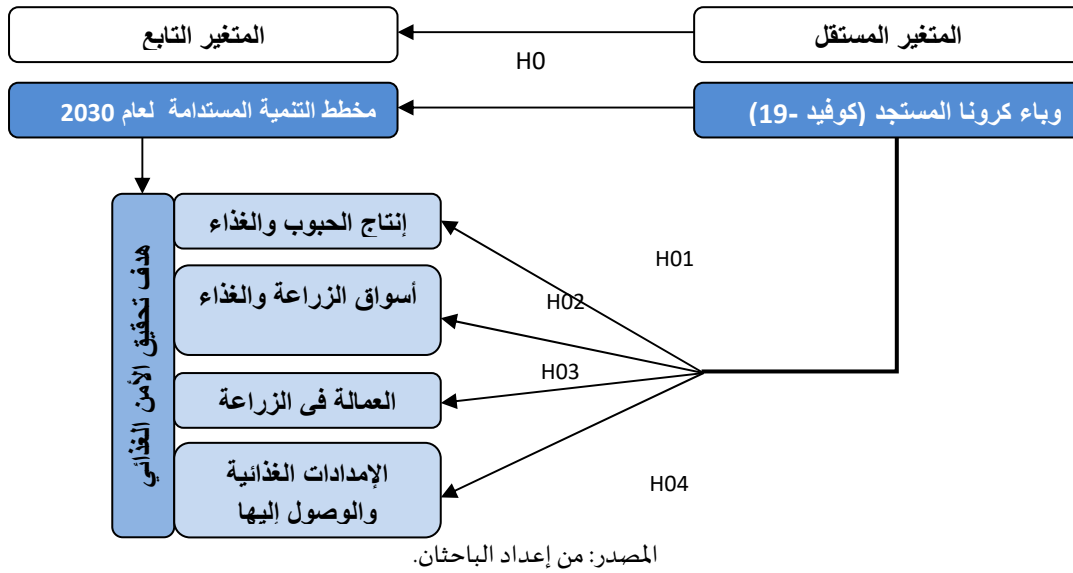 المتغير المستقل
المتغير التابع
H0
وباء كرونا المستجد (كوفيد -19)
مخطط التنمية المستدامة لعام 2030
هدف تحقيق الأمن الغذائي
إنتاج الحبوب والغذاء
H01
أسواق الزراعة والغذاء
H02
العمالة فى الزراعة
H03
الإمدادات الغذائية
والوصول إليها
H04
المصدر: من إعداد الباحثان.